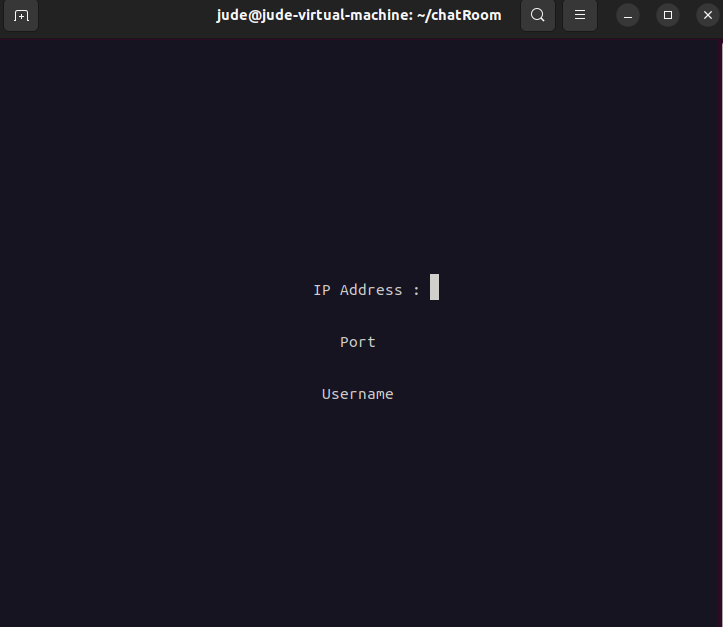 jude@jude-virtual-machine: ~/chatRoom
IP Address :
Port
Username